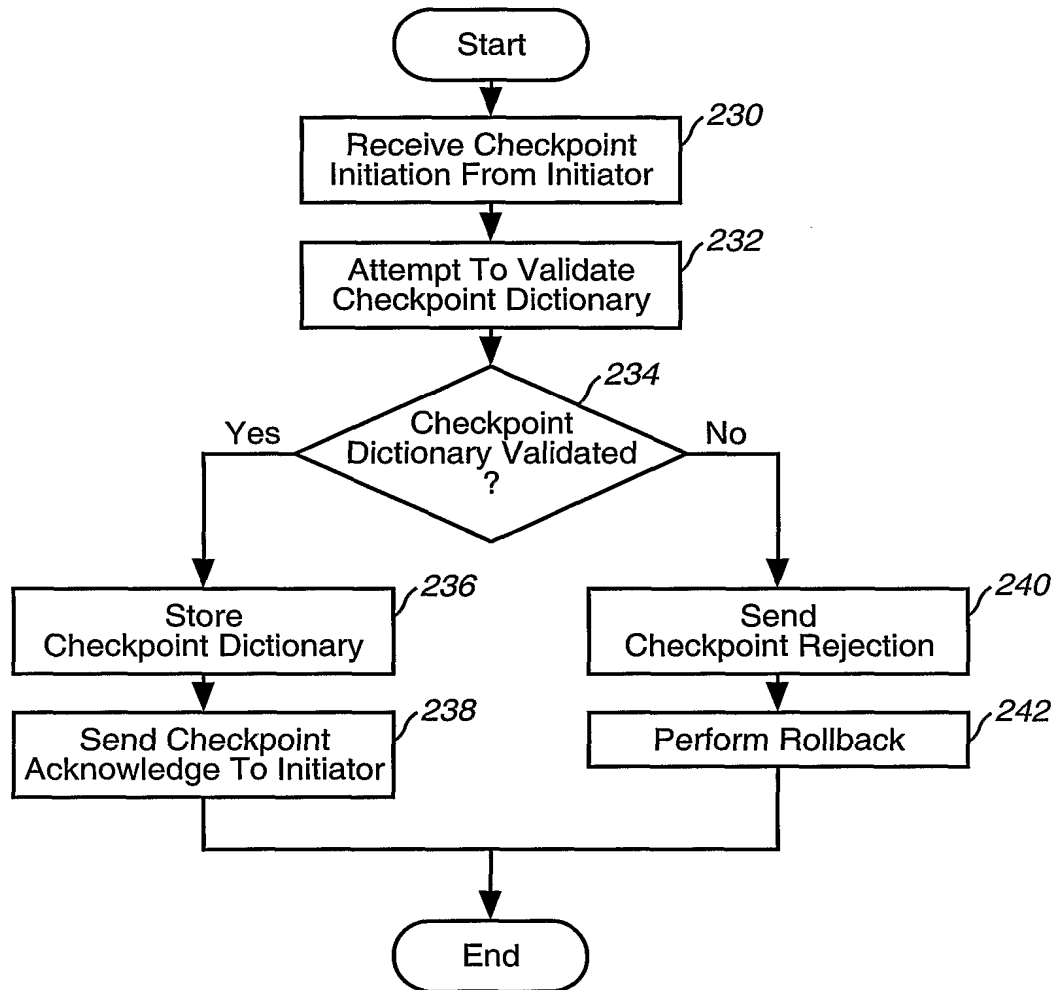 Start
230
Receive Checkpoint
Initiation From Initiator
232
Attempt To Validate
Checkpoint Dictionary
234
Checkpoint
Dictionary Validated
?
Yes
No
236
Store
Checkpoint Dictionary
240
Send
Checkpoint Rejection
238
Send Checkpoint
Acknowledge To Initiator
242
Perform Rollback
End